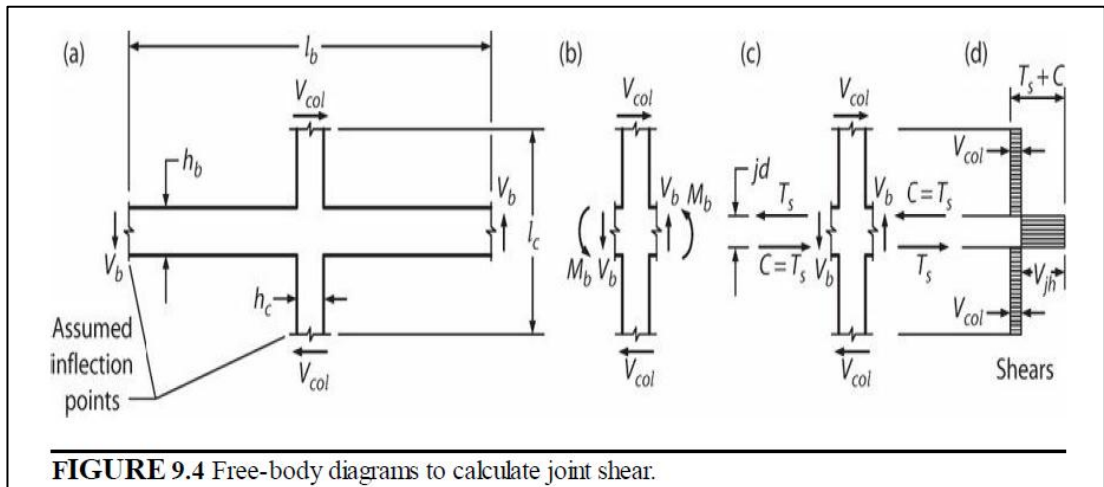 (a)
l_b
V_col
h_b
V_b
l_c
V_b
h_c
Assumed
inflection
points
V_col
(b)
V_col
V_b M_b
M_b V_b
V_col
(c)
V_col
jd
T_s
V_b C=T_s
C=T_s V_b
T_s
V_col
(d)
T_s + C
V_col
V_jh
V_col
Shears
FIGURE 9.4 Free-body diagrams to calculate joint shear.